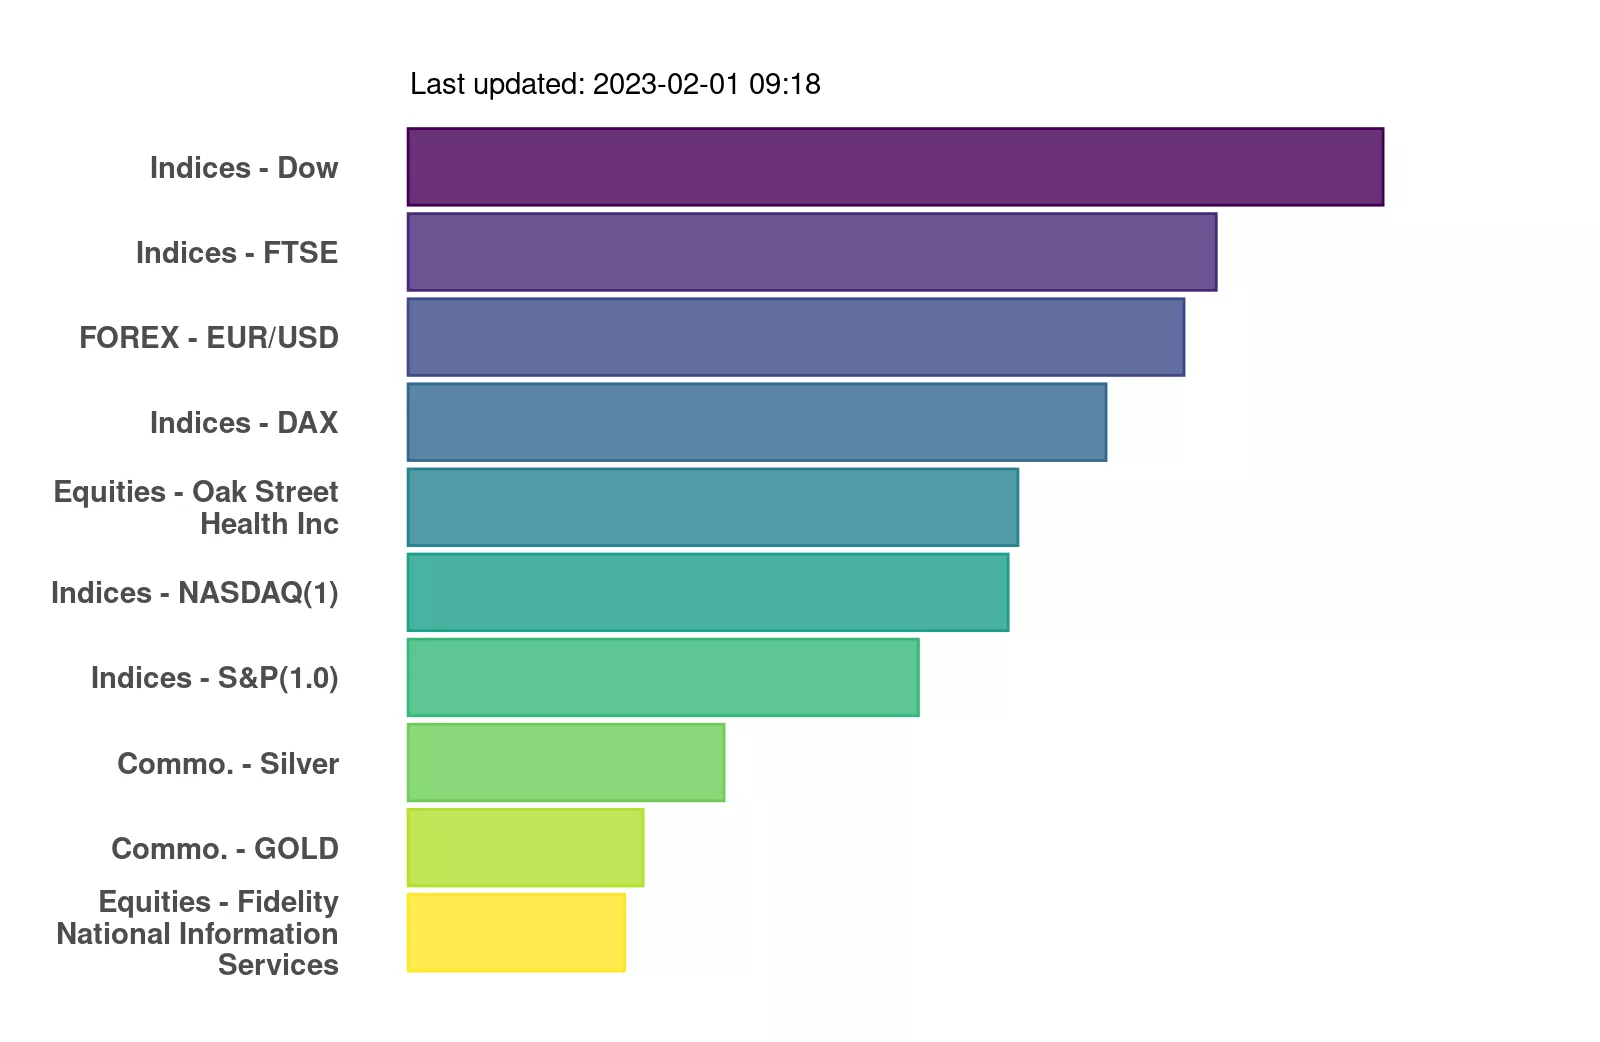 Last updated: 2023-02-01 09:18
Indices - Dow
Indices - FTSE
FOREX - EUR/USD
Indices - DAX
Equities - Oak Street
Health Inc
Indices - NASDAQ(1)
Indices - S&P(1.0)
Commo. - Silver
Commo. - GOLD
Equities - Fidelity
National Information
Services